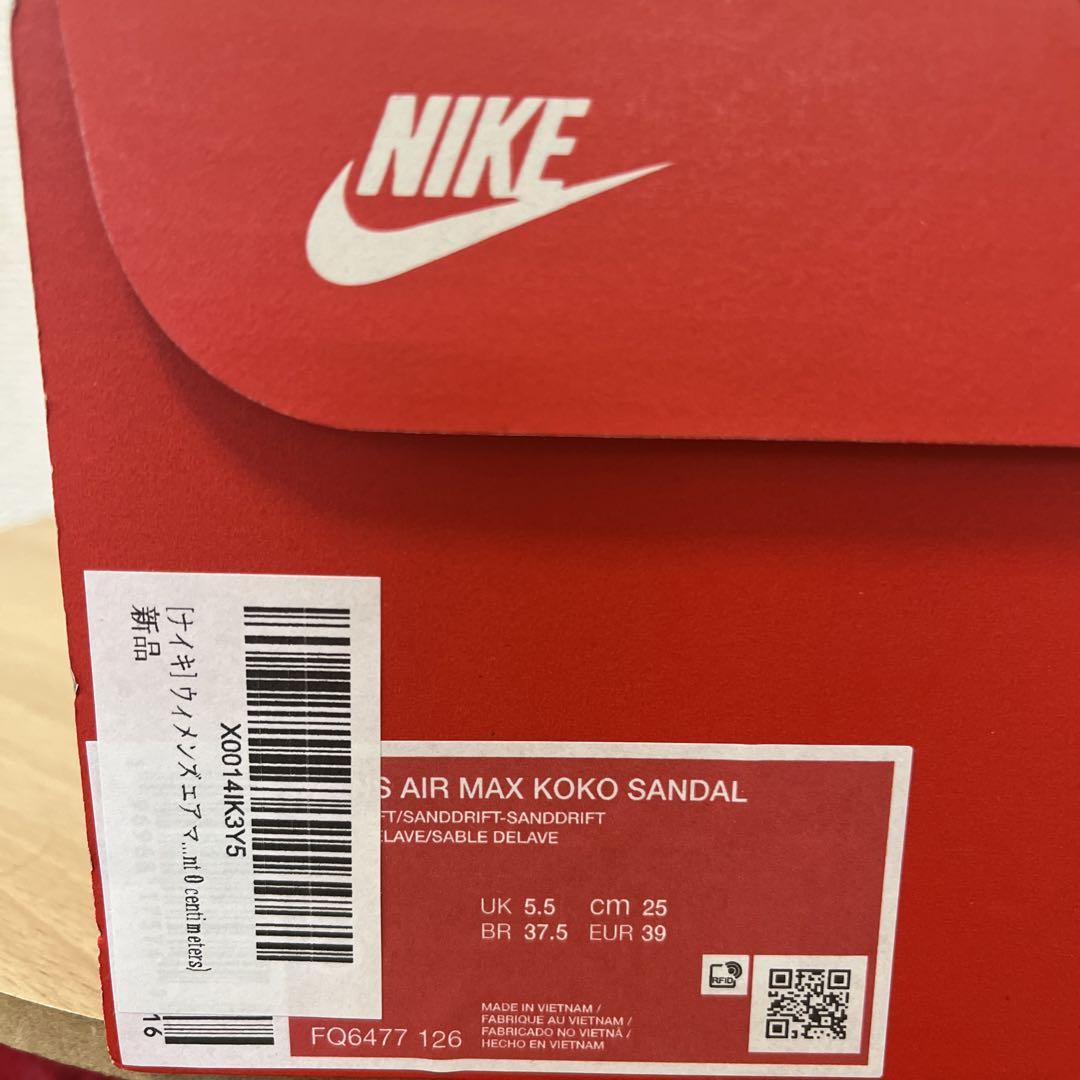 NIKE
[ナイキ] ウィメンズエアマ...nt 0 centimeters)
新品
X0014IK3Y5
S AIR MAX KOKO SANDAL
FT/SANDDRIFT-SANDDRIFT
ELAVE/SABLE DELAVE
UK 5.5 cm 25
BR 37.5 EUR 39
RFID
MADE IN VIETNAM /
FABRIQUE AU VIETNAM /
FABRICADO NO VIETNÃ /
HECHO EN VIETNAM
FQ6477 126
16